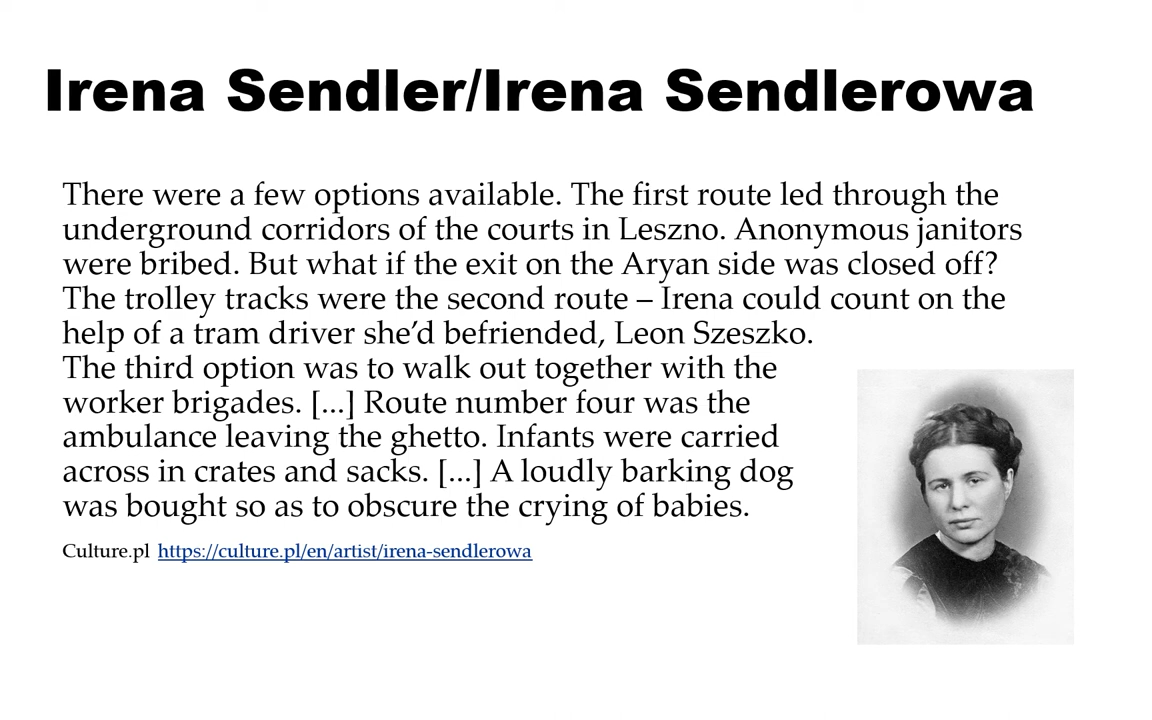 Irena Sendler/Irena Sendlerowa
There were a few options available. The first route led through the
underground corridors of the courts in Leszno. Anonymous janitors
were bribed. But what if the exit on the Aryan side was closed off?
The trolley tracks were the second route – Irena could count on the
help of a tram driver she’d befriended, Leon Szeszko.
The third option was to walk out together with the
worker brigades. [...] Route number four was the
ambulance leaving the ghetto. Infants were carried
across in crates and sacks. [...] A loudly barking dog
was bought so as to obscure the crying of babies.
Culture.pl https://culture.pl/en/artist/irena-sendlerowa